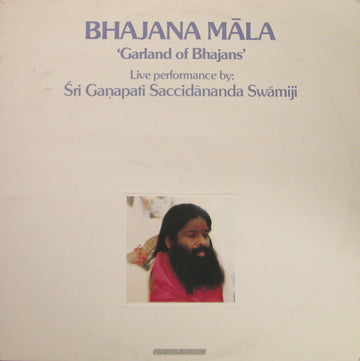 BHAJANA MĀLA
'Garland of Bhajans'
Live performance by:
Śri Gaṇapati Saccidānanda Swāmiji